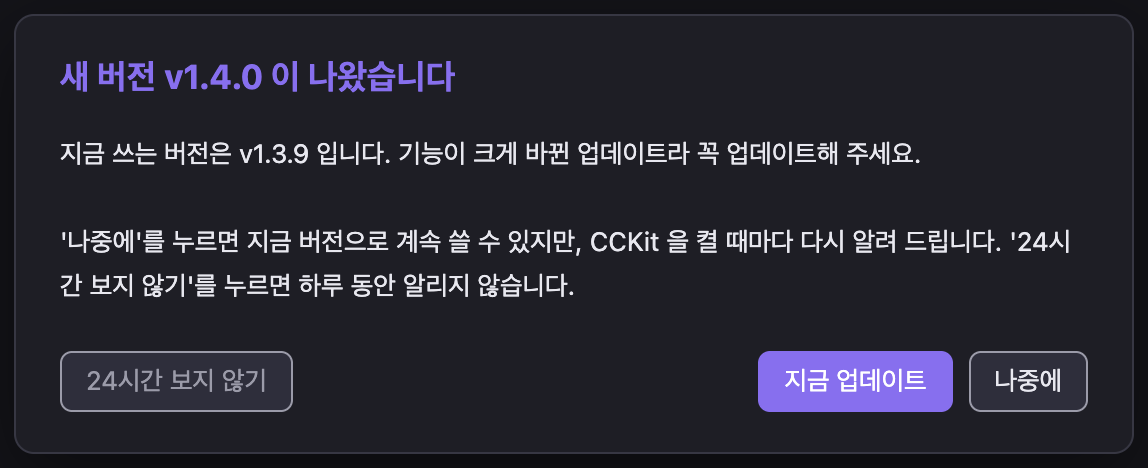 새 버전 v1.4.0 이 나왔습니다
지금 쓰는 버전은 v1.3.9 입니다. 기능이 크게 바뀐 업데이트라 꼭 업데이트해 주세요.
'나중에'를 누르면 지금 버전으로 계속 쓸 수 있지만, CCKit 을 켤 때마다 다시 알려 드립니다. '24시
간 보지 않기'를 누르면 하루 동안 알리지 않습니다.
24시간 보지 않기
지금 업데이트
나중에